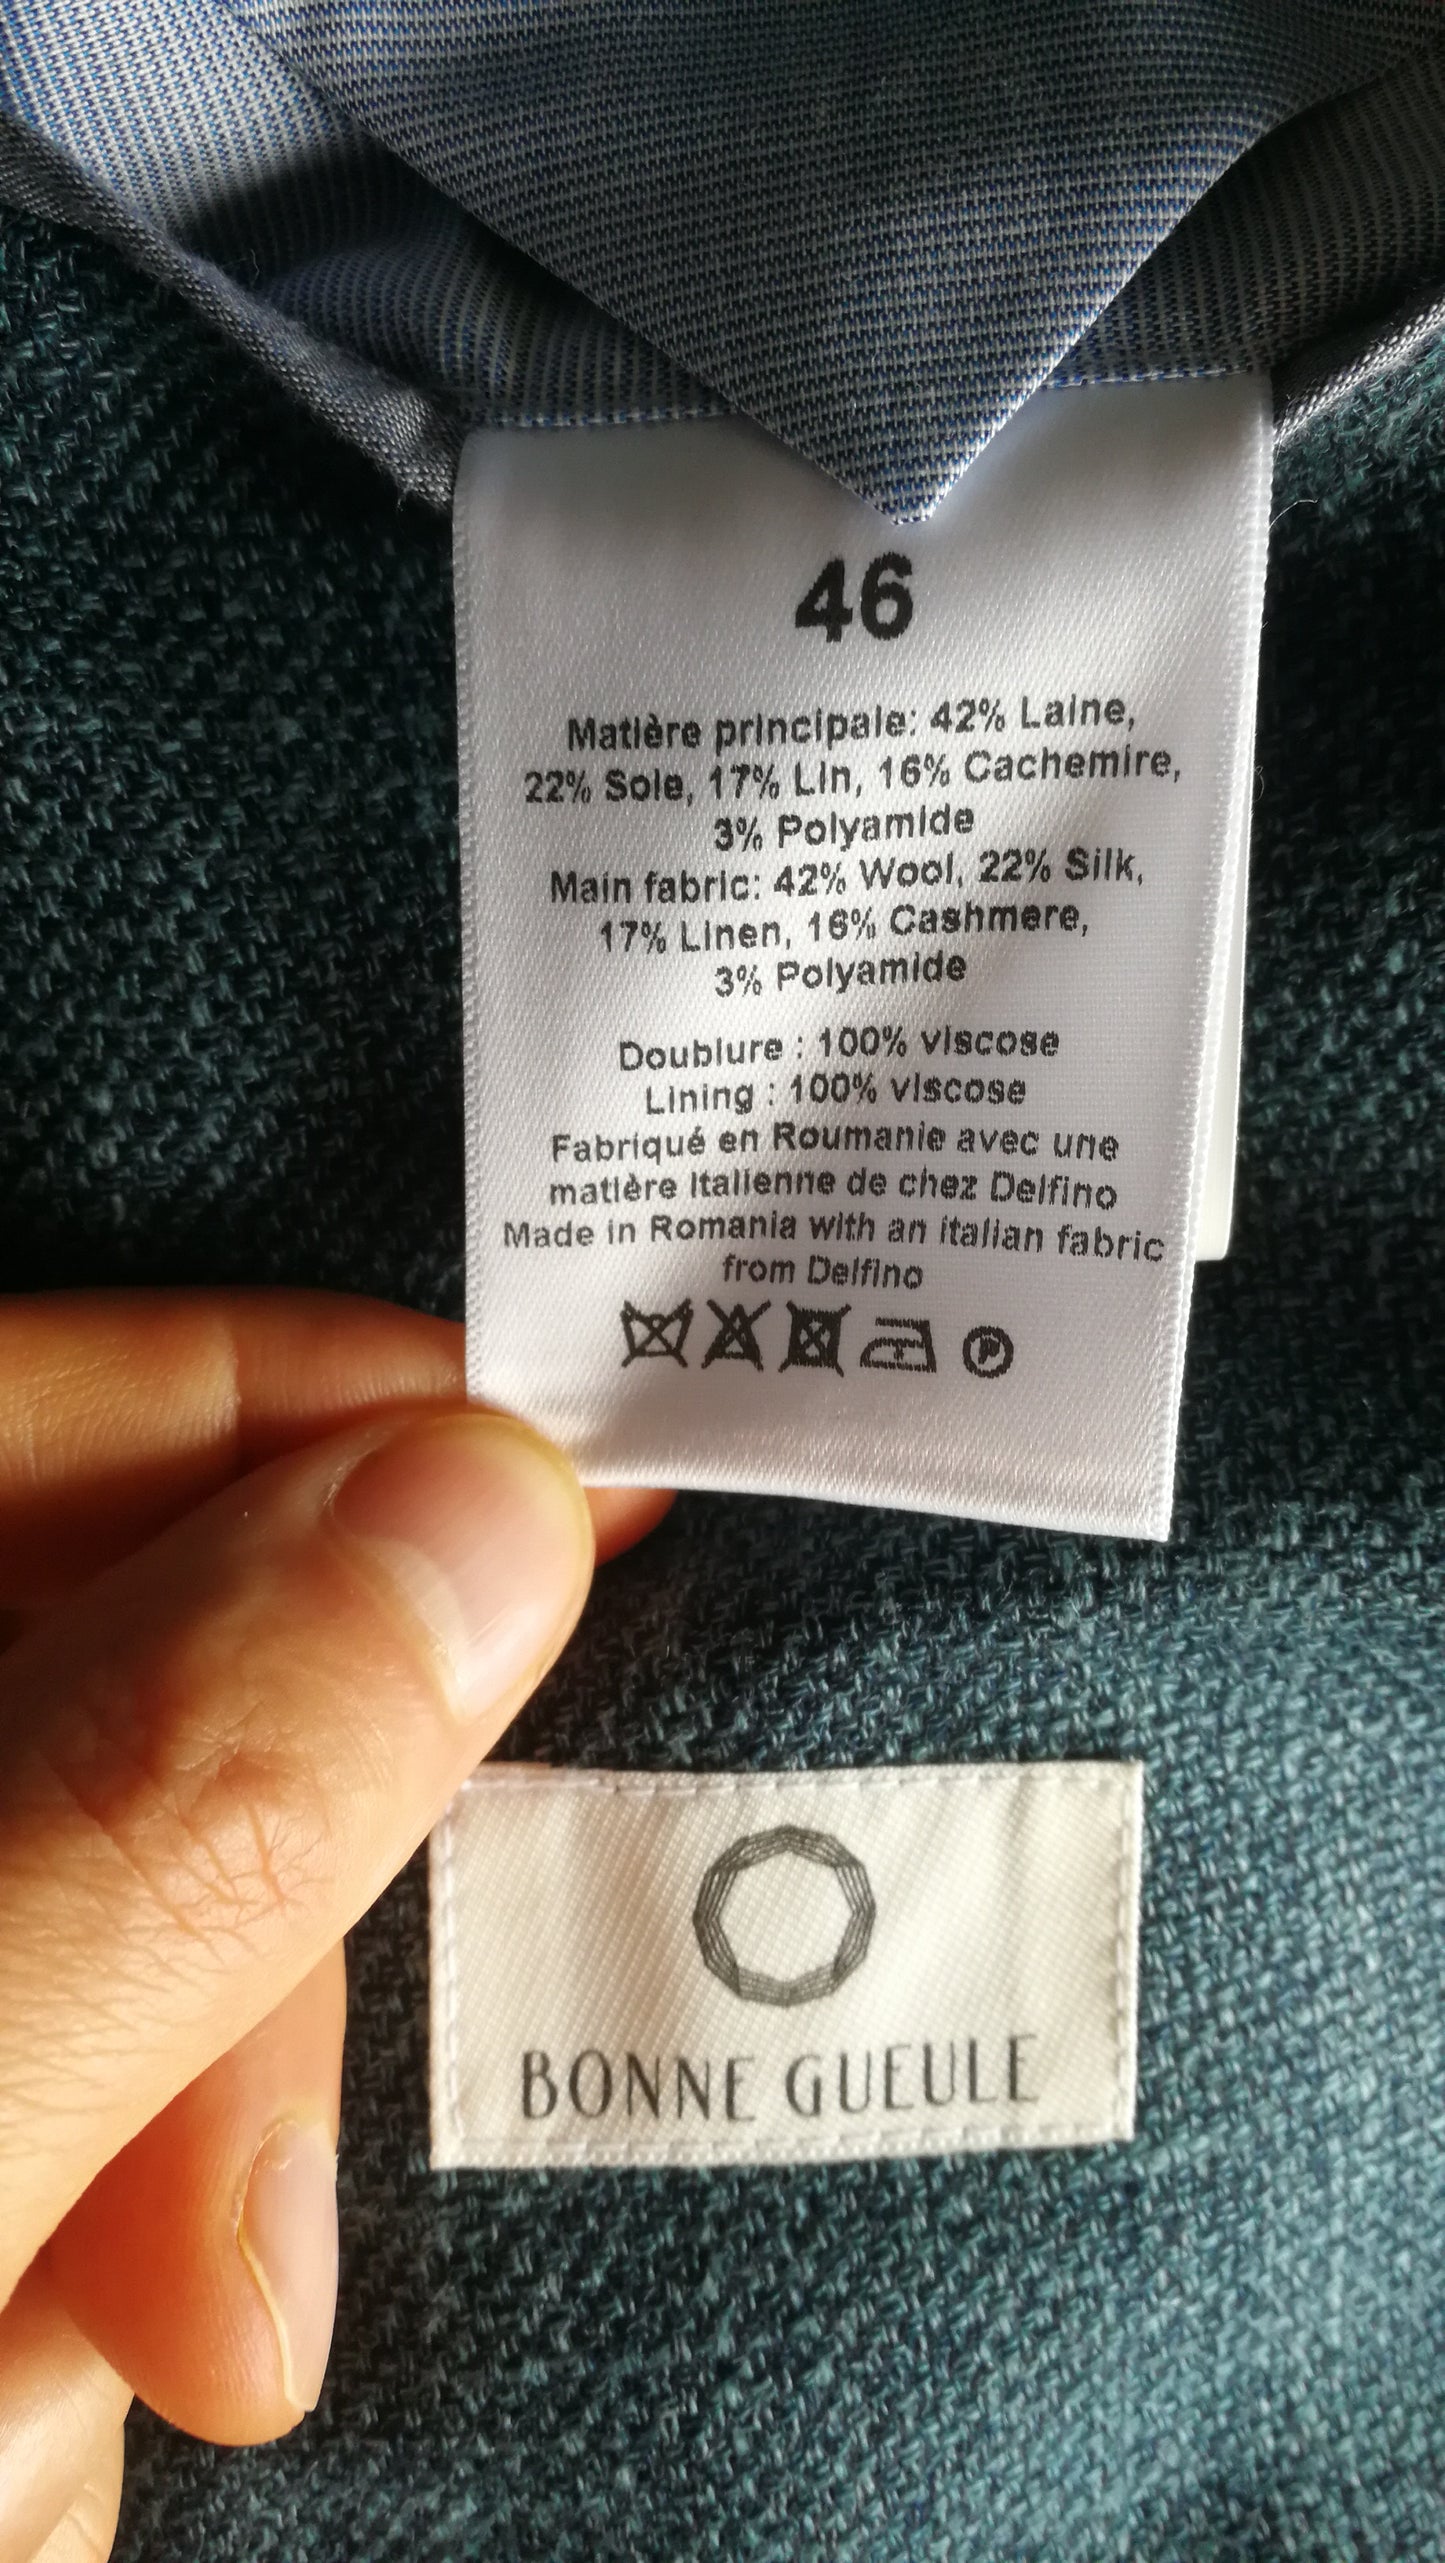 46
Matière principale: 42% Laine,
22% Soie, 17% Lin, 16% Cachemire,
3% Polyamide
Main fabric: 42% Wool, 22% Silk,
17% Linen, 16% Cashmere,
3% Polyamide
Doublure : 100% viscose
Lining : 100% viscose
Fabriqué en Roumanie avec une
matière italienne de chez Delfino
Made in Romania with an italian fabric
from Delfino
P
BONNE GUEULE